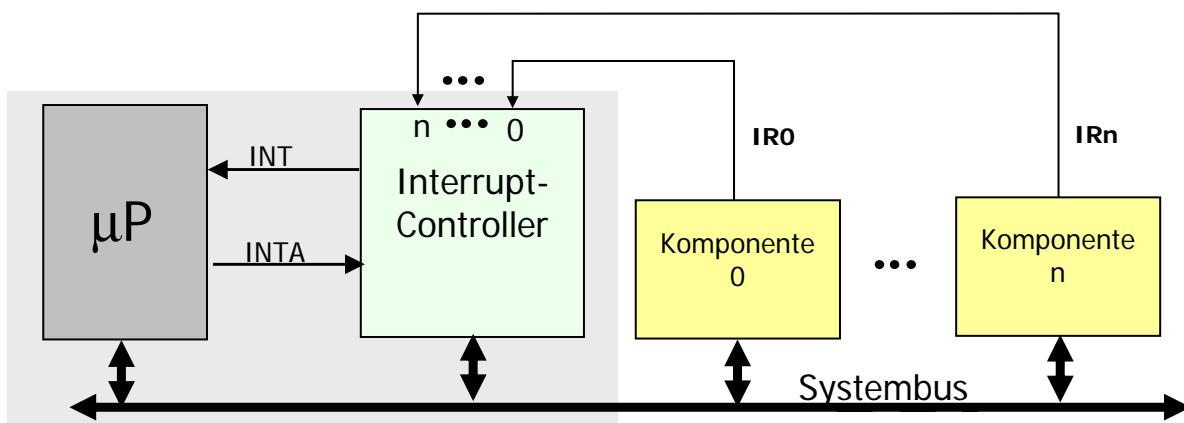 n ••• 0
IR0
IRn
INT
Interrupt-
Controller
µP
INTA
Komponente
0
•••
Komponente
n
Systembus